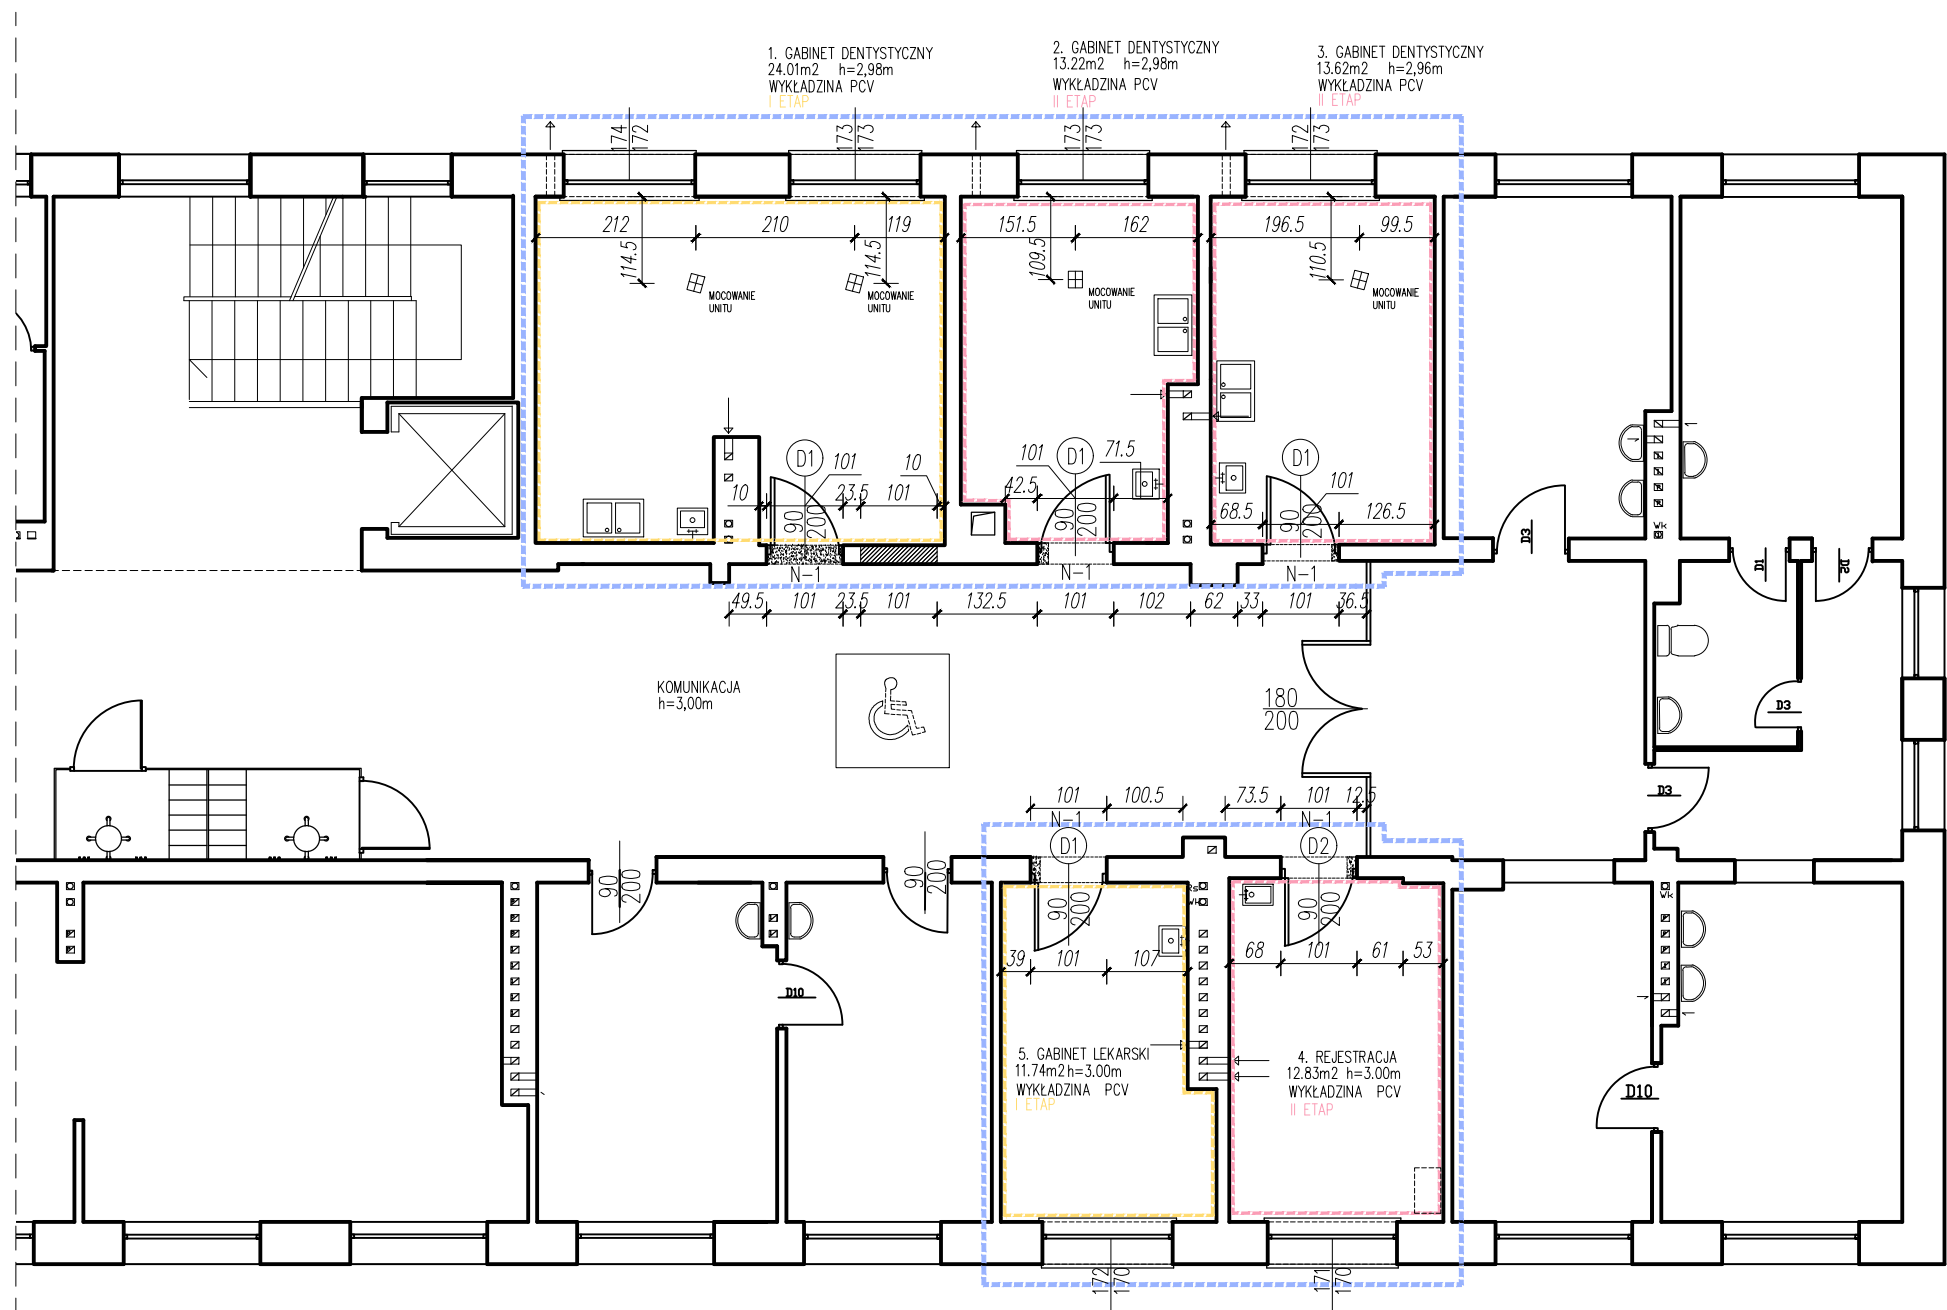 1. GABINET DENTYSTYCZNY
24.01m2 h=2,98m
WYKŁADZINA PCV
I ETAP
2. GABINET DENTYSTYCZNY
13.22m2 h=2,98m
WYKŁADZINA PCV
II ETAP
3. GABINET DENTYSTYCZNY
13.62m2 h=2,96m
WYKŁADZINA PCV
II ETAP
174
172
173
173
173
173
172
173
212 210 119
151.5 162
196.5 99.5
114.5
114.5
109.5
110.5
MOCOWANIE
UNITU
MOCOWANIE
UNITU
MOCOWANIE
UNITU
MOCOWANIE
UNITU
D1 101 10
101 D1 71.5
D1 101
10 23.5 101
42.5
68.5 126.5
90
200
90
200
90
200
N-1
N-1
N-1
49.5 101 23.5 101 132.5 101 102 62 33 101 36.5
1
1
Wk
D3
D1
D2
D3
D3
KOMUNIKACJA
h=3,00m
180
200
101 100.5
73.5 101 12.5
N-1
N-1
D1
D2
90
200
90
200
90
200
90
200
Wk
Wk
39 101 107
68 101 61 53
D10
1
1
5. GABINET LEKARSKI
11.74m2 h=3.00m
WYKŁADZINA PCV
I ETAP
4. REJESTRACJA
12.83m2 h=3.00m
WYKŁADZINA PCV
II ETAP
D10
172
170
171
170